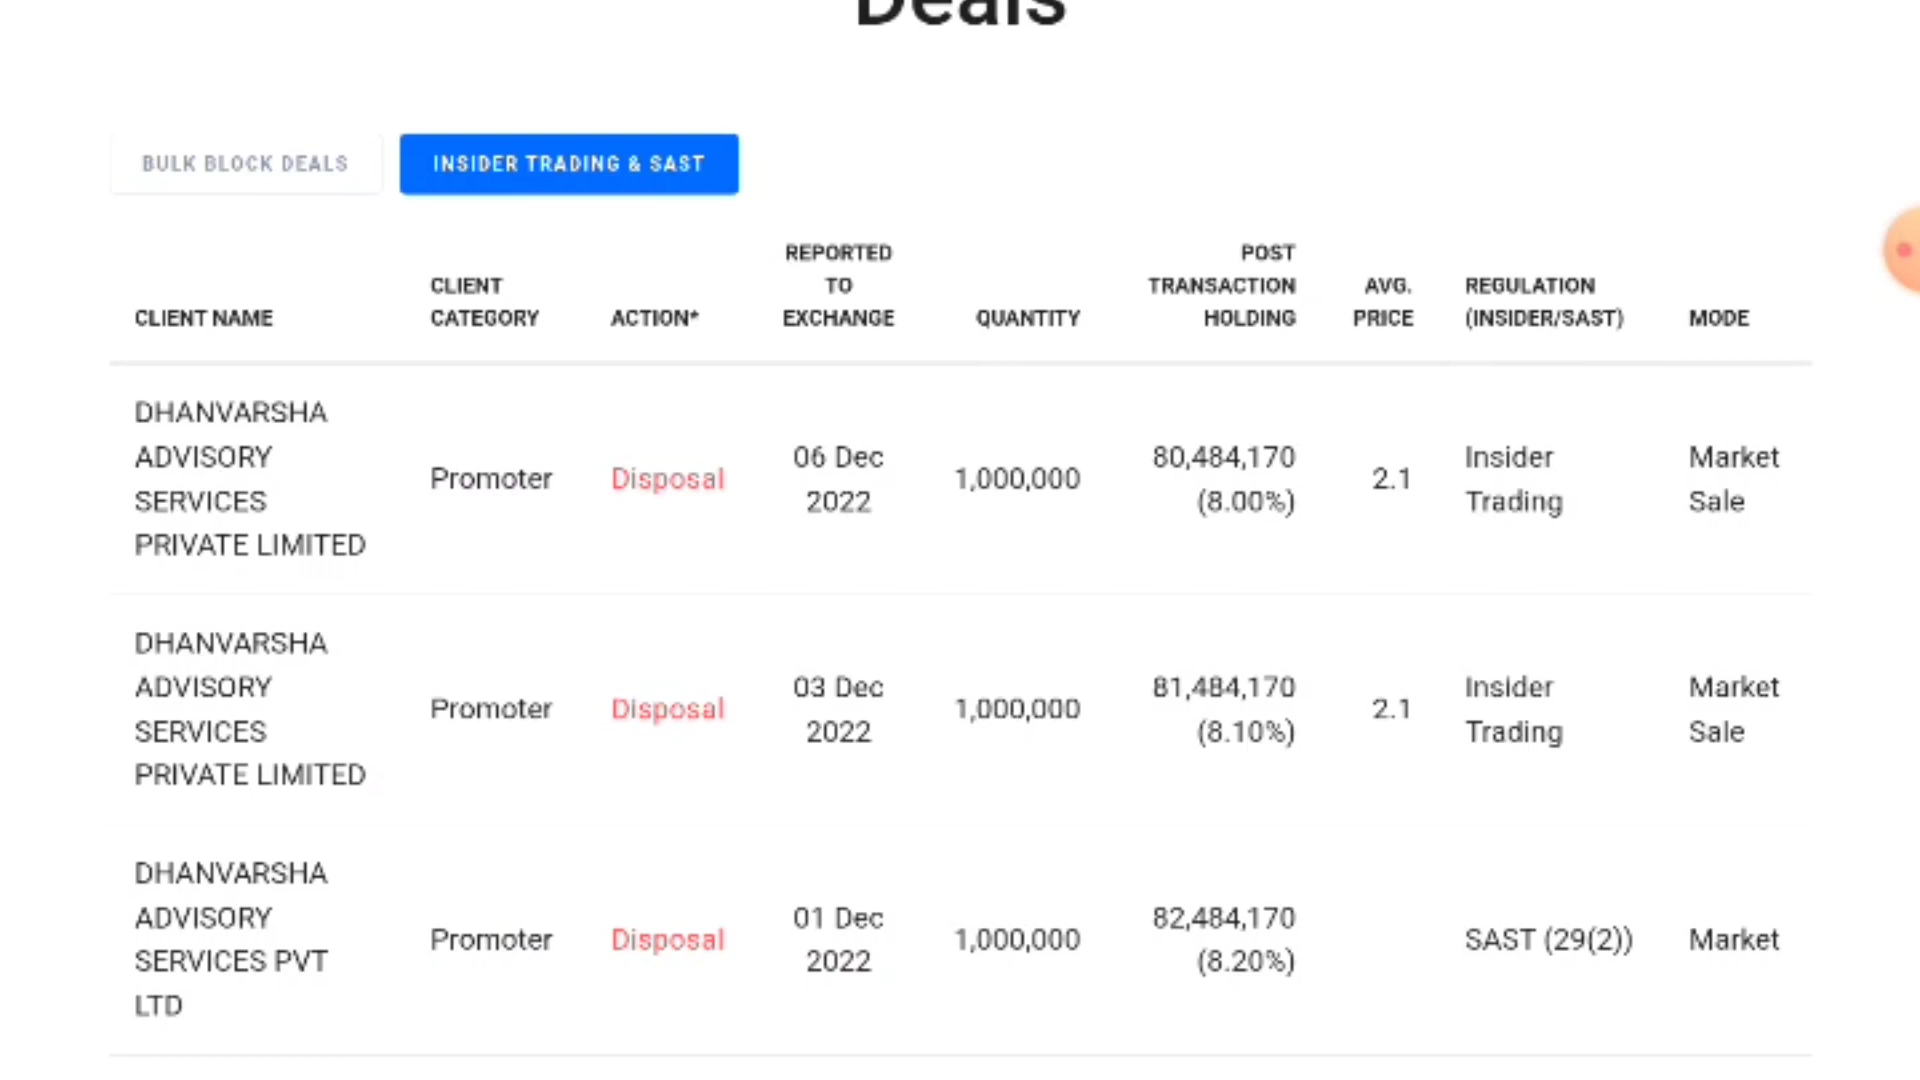 Deals
BULK BLOCK DEALS
INSIDER TRADING & SAST
CLIENT NAME
CLIENT
CATEGORY
ACTION*
REPORTED
TO
EXCHANGE
QUANTITY
POST
TRANSACTION
HOLDING
AVG.
PRICE
REGULATION
(INSIDER/SAST)
MODE
DHANVARSHA
ADVISORY
SERVICES
PRIVATE LIMITED
Promoter
Disposal
06 Dec
2022
1,000,000
80,484,170
(8.00%)
2.1
Insider
Trading
Market
Sale
DHANVARSHA
ADVISORY
SERVICES
PRIVATE LIMITED
Promoter
Disposal
03 Dec
2022
1,000,000
81,484,170
(8.10%)
2.1
Insider
Trading
Market
Sale
DHANVARSHA
ADVISORY
SERVICES PVT
LTD
Promoter
Disposal
01 Dec
2022
1,000,000
82,484,170
(8.20%)
SAST (29(2))
Market